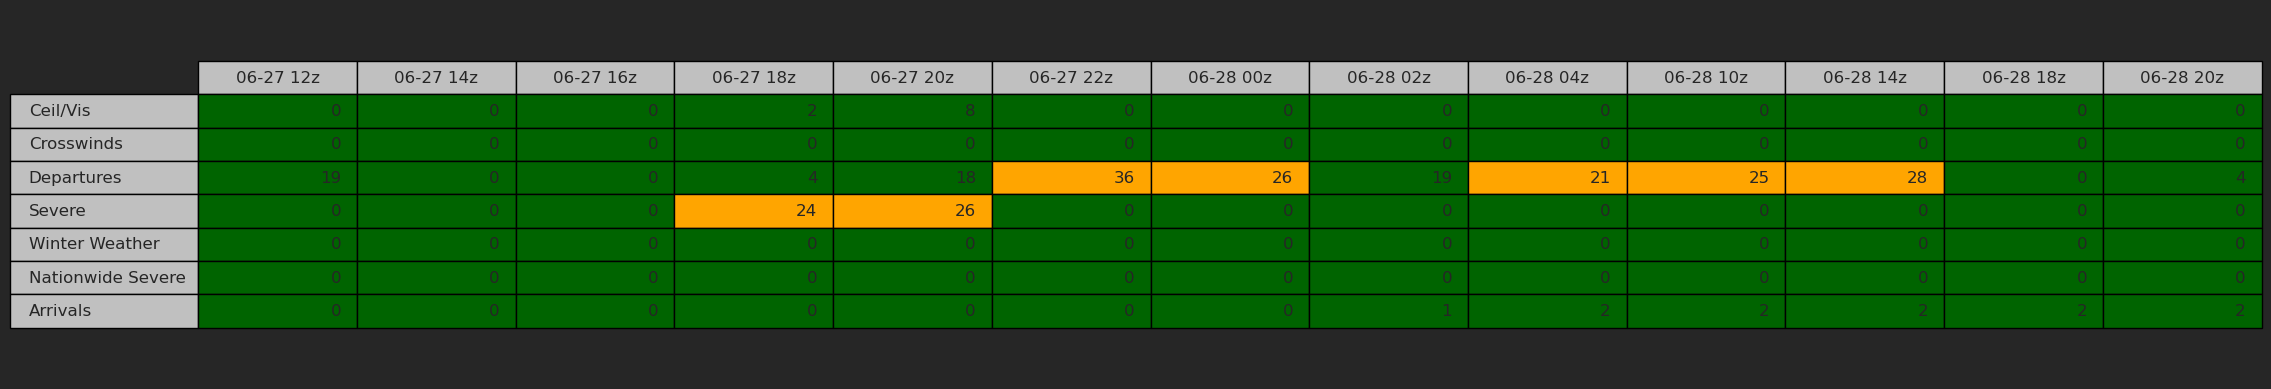 06-27 12z 06-27 14z 06-27 16z 06-27 18z 06-27 20z 06-27 22z 06-28 00z 06-28 02z 06-28 04z 06-28 10z 06-28 14z 06-28 18z 06-28 20z
Ceil/Vis 0 0 0 2 8 0 0 0 0 0 0 0 0
Crosswinds 0 0 0 0 0 0 0 0 0 0 0 0 0
Departures 19 0 0 4 18 36 26 19 21 25 28 0 4
Severe 0 0 0 24 26 0 0 0 0 0 0 0 0
Winter Weather 0 0 0 0 0 0 0 0 0 0 0 0 0
Nationwide Severe 0 0 0 0 0 0 0 0 0 0 0 0 0
Arrivals 0 0 0 0 0 0 0 1 2 2 2 2 2